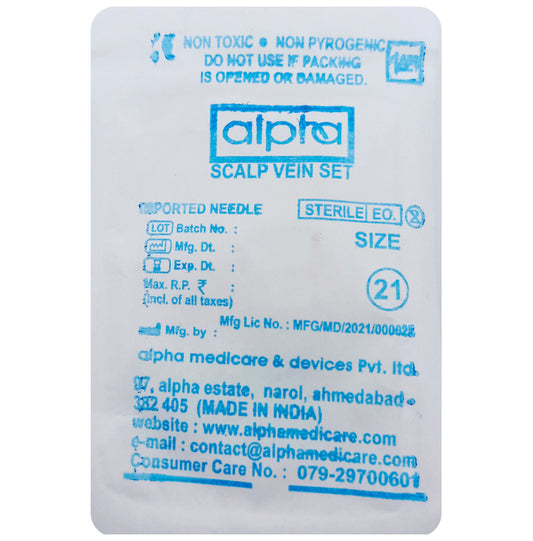 NON TOXIC ● NON PYROGENIC
DO NOT USE IF PACKING
IS OPENED OR DAMAGED.
alpha
SCALP VEIN SET
IMPORTED NEEDLE
STERILE EO.
LOT Batch No. :
SIZE
Mfg. Dt. :
Exp. Dt. :
21
Max. R.P. ₹ :
(incl. of all taxes)
Mfg Lic No. : MFG/MD/2021/000028
Mfg. by :
alpha medicare & devices Pvt. ltd.
alpha estate, narol, ahmedabad-
382 405 (MADE IN INDIA)
website : www.alphamedicare.com
e-mail : contact@alphamedicare.com
Consumer Care No. : 079-29700601